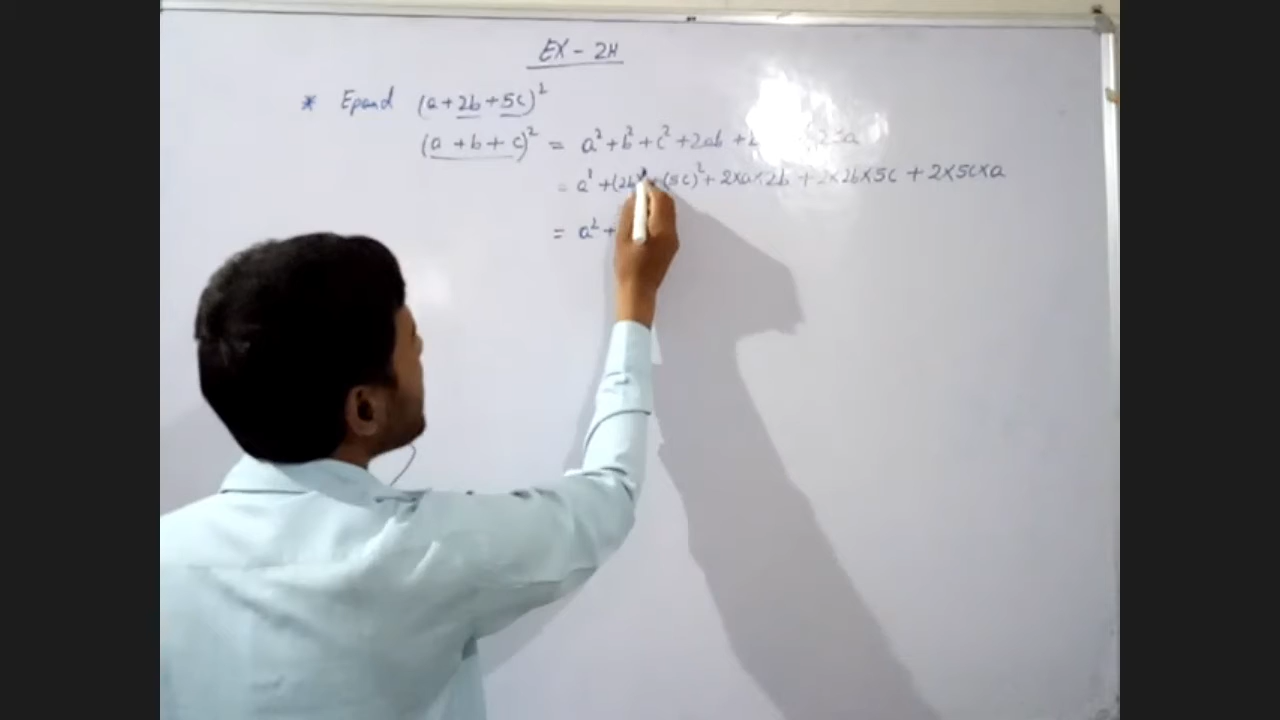 EX - 2H
* Epand (a + 2b + 5c)²
(a + b + c)² = a² + b² + c² + 2ab +
= a² + (2b)² + (5c)² + 2×a×2b + 2×2b×5c + 2×5c×a
= a² +